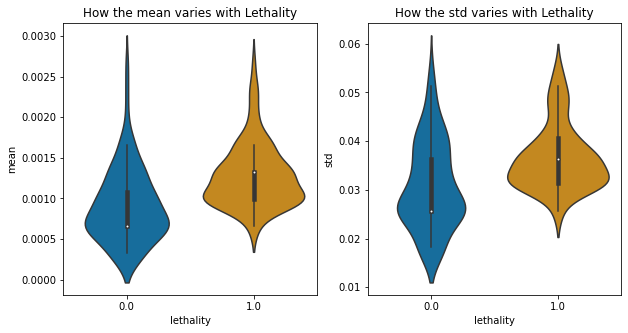 How the mean varies with Lethality
0.0030
0.0025
0.0020
0.0015
0.0010
0.0005
0.0000
mean
0.0
1.0
lethality
How the std varies with Lethality
0.06
0.05
0.04
0.03
0.02
0.01
std
0.0
1.0
lethality